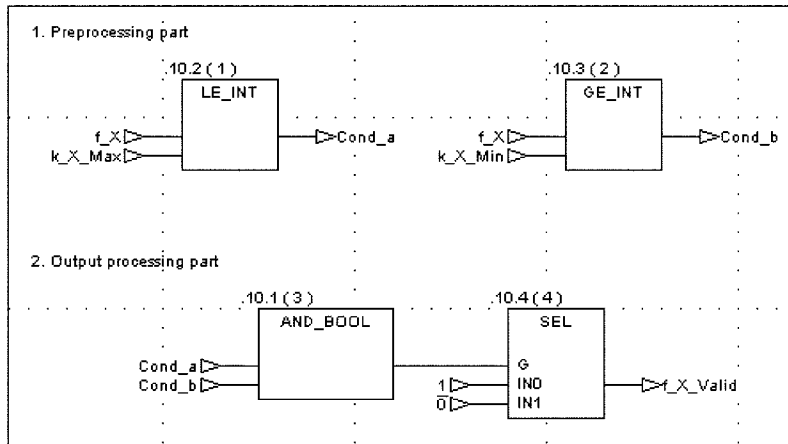 1. Preprocessing part
.10.2 ( 1 )
LE_INT
f_X
k_X_Max
Cond_a
.10.3 ( 2 )
GE_INT
f_X
k_X_Min
Cond_b
2. Output processing part
.10.1 ( 3 )
AND_BOOL
Cond_a
Cond_b
.10.4 ( 4 )
SEL
G
1
IN0
0
IN1
f_X_Valid